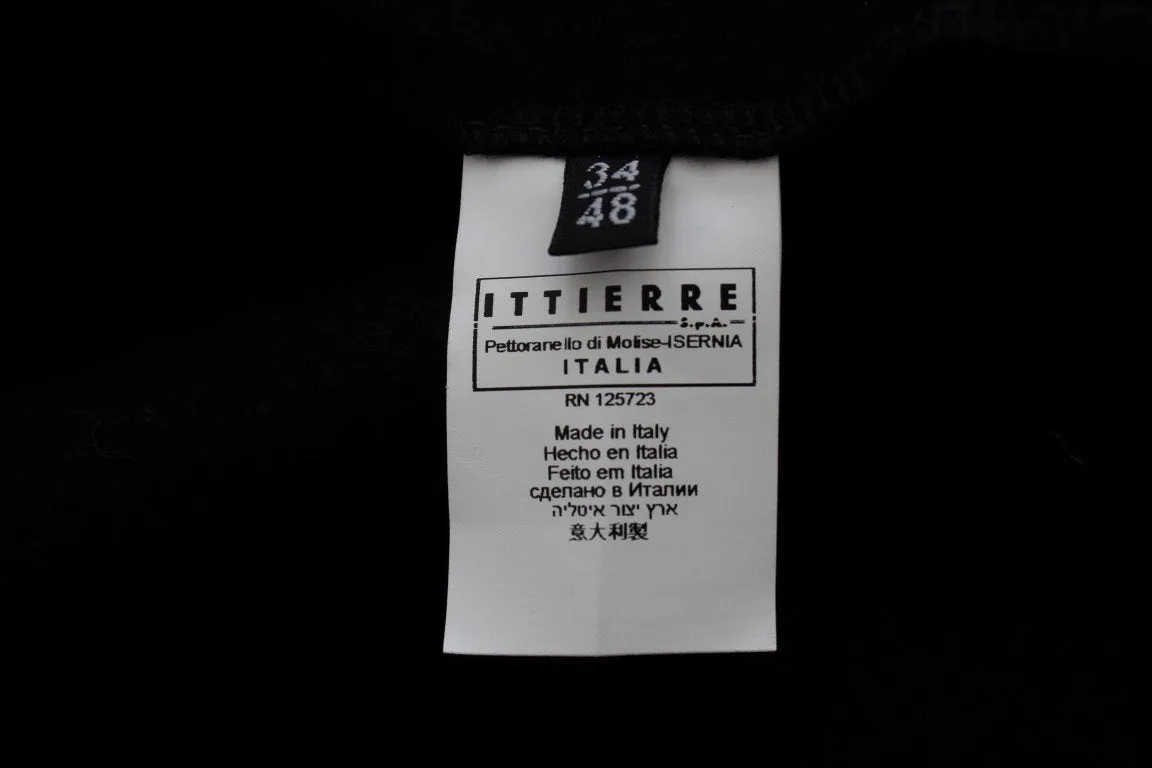 34
48
ITTIERRE
S.p.A.
Pettoranello di Molise-ISERNIA
ITALIA
RN 125723
Made in Italy
Hecho en Italia
Feito em Italia
сделано в Италии
ארץ יצור איטליה
意大利製